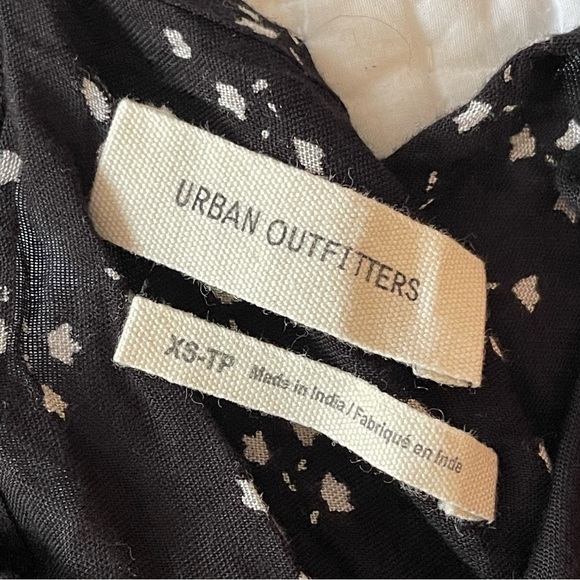 URBAN OUTFITTERS
XS-TP Made in India / Fabriqué en Inde